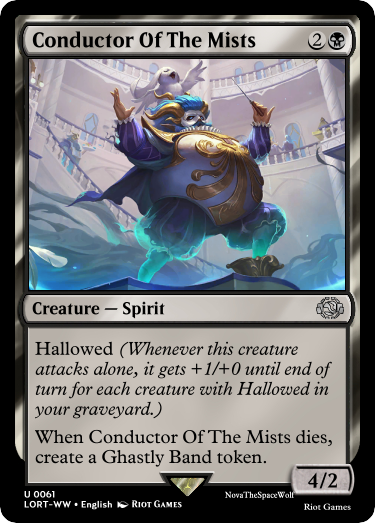 Conductor Of The Mists 2
Creature — Spirit
Hallowed (Whenever this creature
attacks alone, it gets +1/+0 until end of
turn for each creature with Hallowed in
your graveyard.)
When Conductor Of The Mists dies,
create a Ghastly Band token.
4/2
U 0061
LORT-WW • English Riot Games
NovaTheSpaceWolf
Riot Games